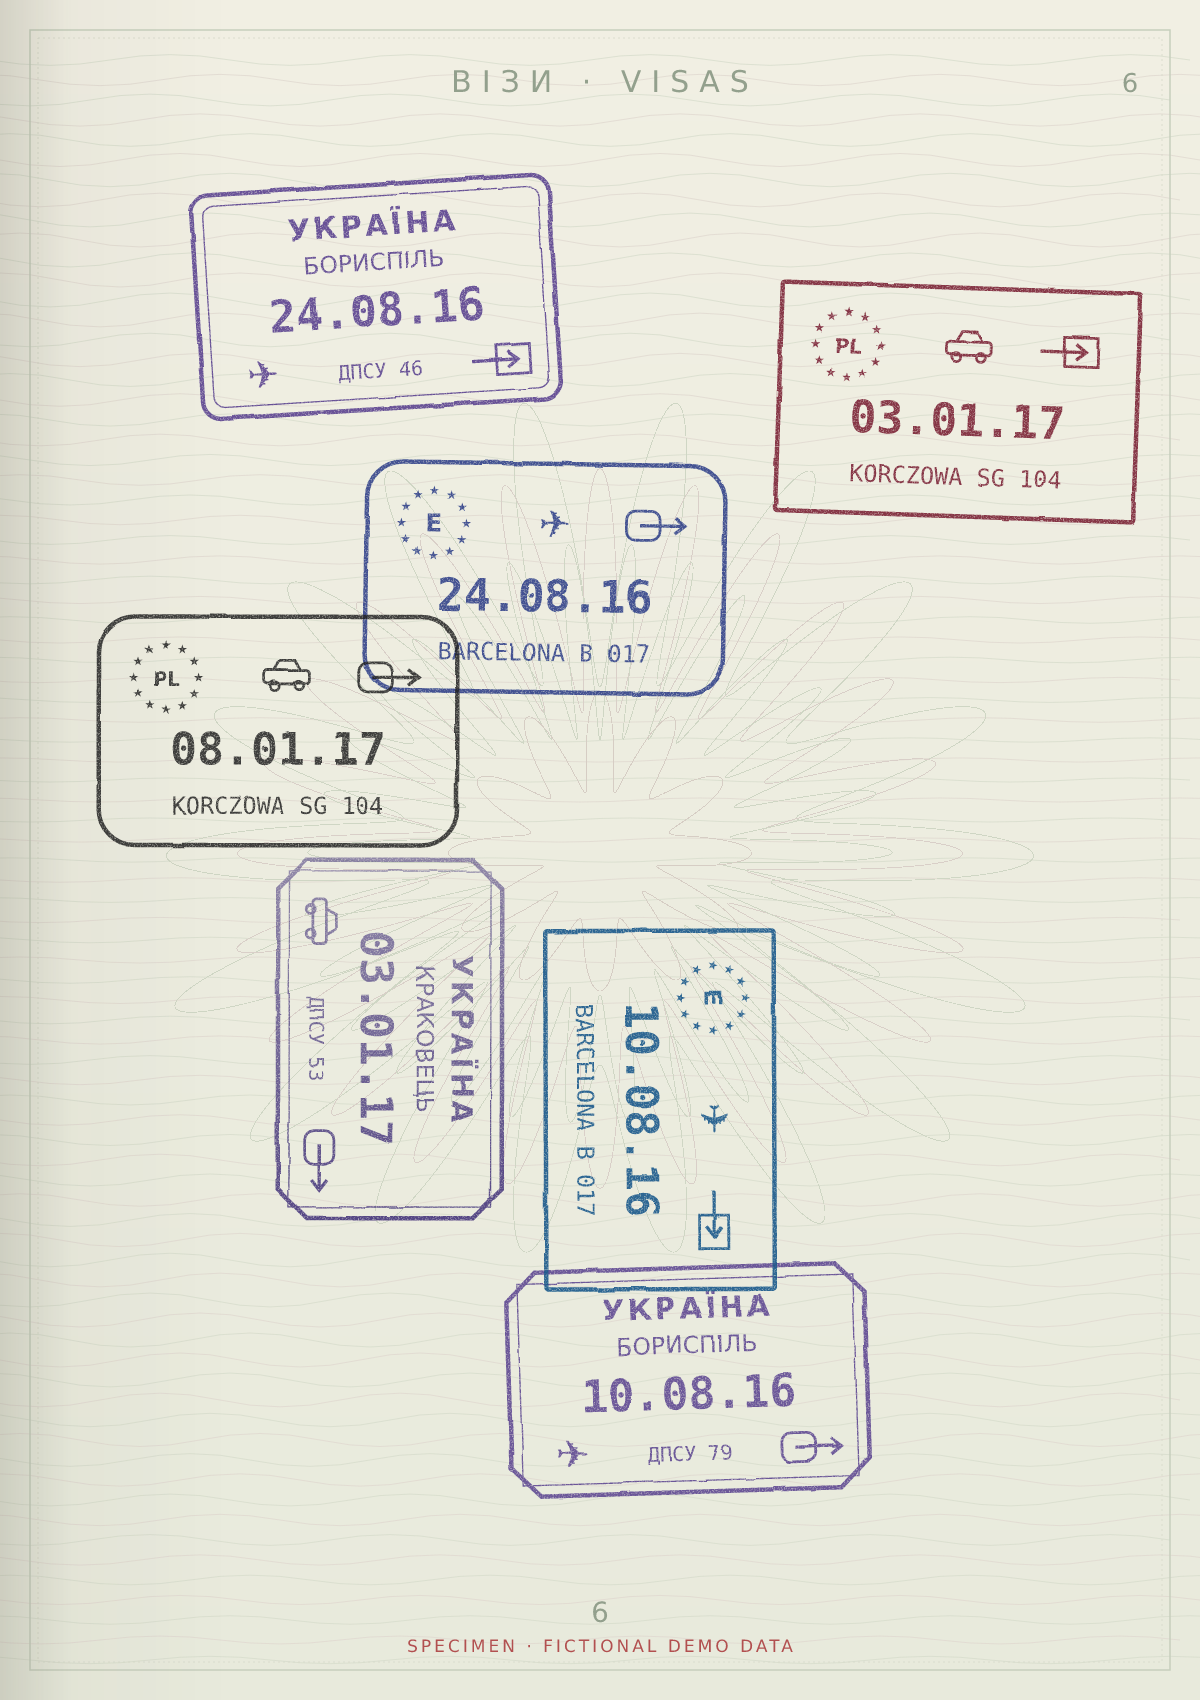 ВІЗИ · VISAS
6
УКРАЇНА
БОРИСПІЛЬ
24.08.16
ДПСУ 46
PL
03.01.17
KORCZOWA SG 104
E
24.08.16
BARCELONA B 017
PL
08.01.17
KORCZOWA SG 104
УКРАЇНА
КРАКОВЕЦЬ
03.01.17
ДПСУ 53
E
10.08.16
BARCELONA B 017
УКРАЇНА
БОРИСПІЛЬ
10.08.16
ДПСУ 79
6
SPECIMEN · FICTIONAL DEMO DATA